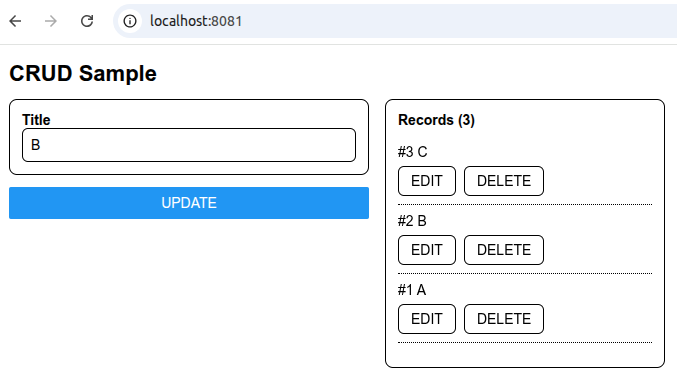 localhost:8081
CRUD Sample
Title
B
UPDATE
Records (3)
#3 C
EDIT DELETE
#2 B
EDIT DELETE
#1 A
EDIT DELETE